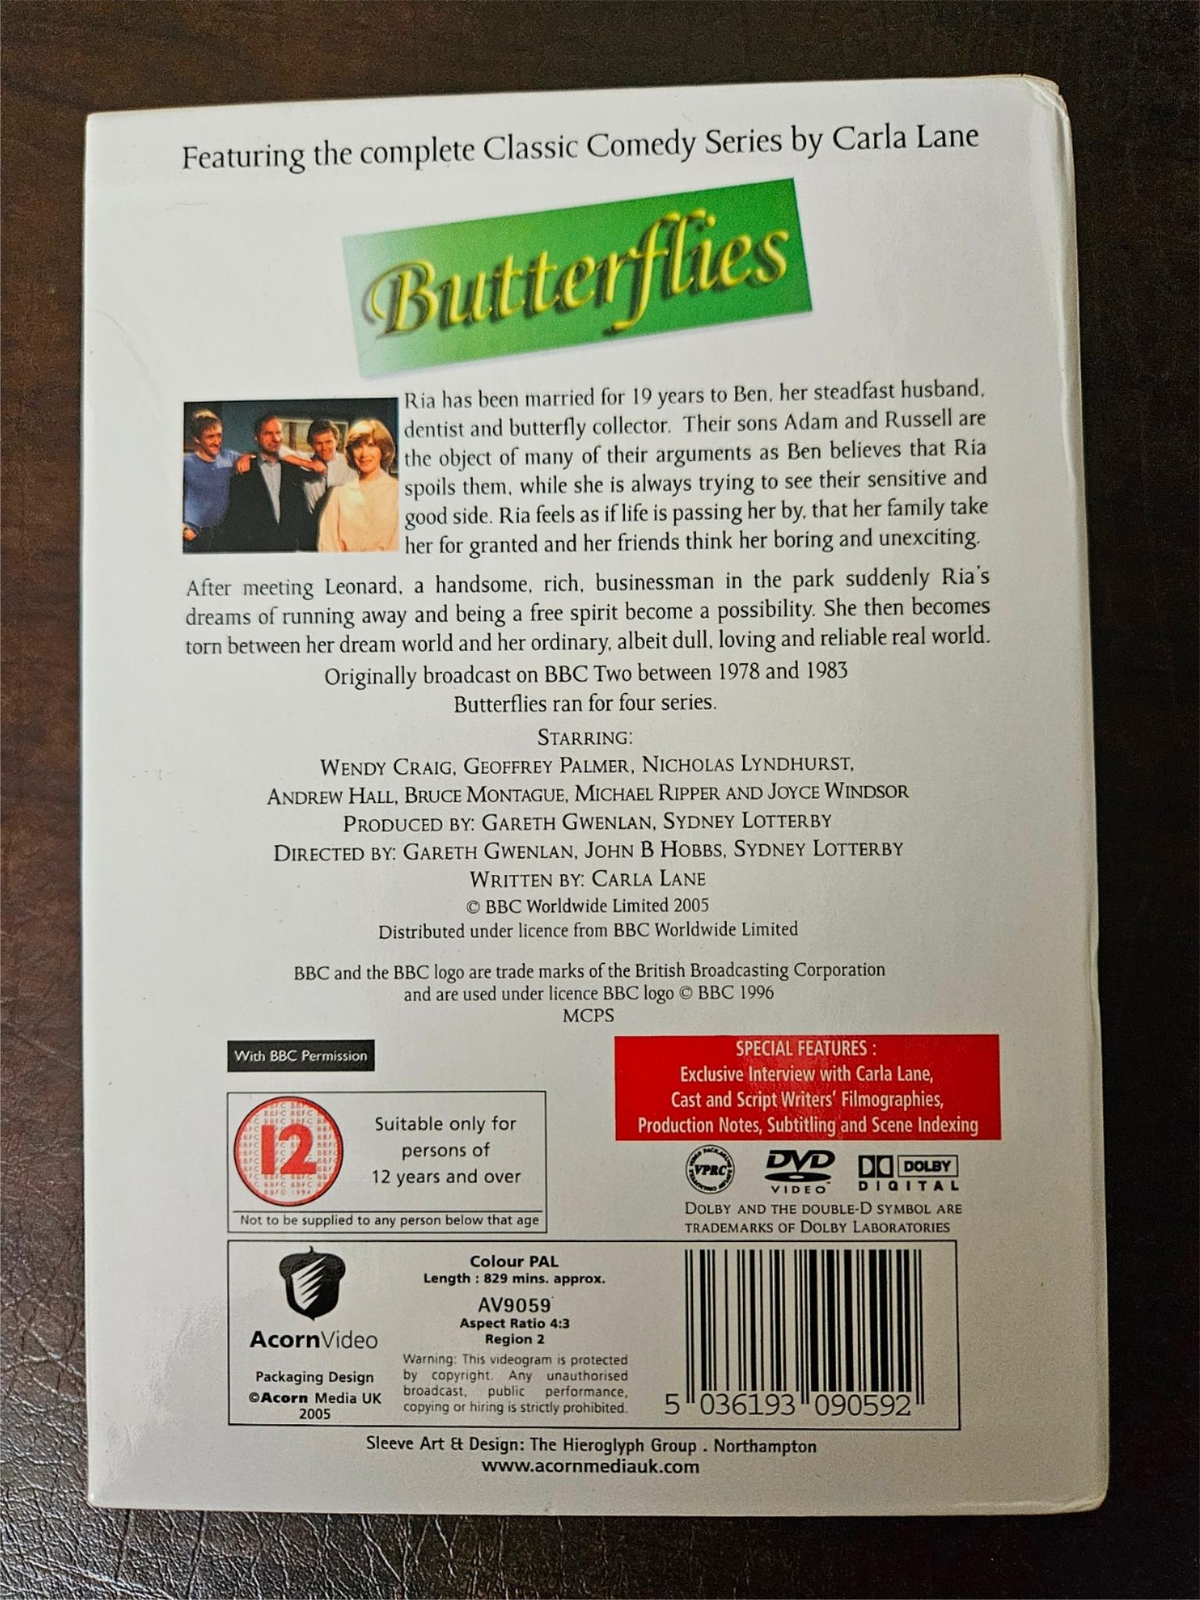 Featuring the complete Classic Comedy Series by Carla Lane
Butterflies
Ria has been married for 19 years to Ben, her steadfast husband,
dentist and butterfly collector. Their sons Adam and Russell are
the object of many of their arguments as Ben believes that Ria
spoils them, while she is always trying to see their sensitive and
good side. Ria feels as if life is passing her by, that her family take
her for granted and her friends think her boring and unexciting.
After meeting Leonard, a handsome, rich, businessman in the park suddenly Ria's
dreams of running away and being a free spirit become a possibility. She then becomes
torn between her dream world and her ordinary, albeit dull, loving and reliable real world.
Originally broadcast on BBC Two between 1978 and 1983
Butterflies ran for four series.
STARRING:
WENDY CRAIG, GEOFFREY PALMER, NICHOLAS LYNDHURST,
ANDREW HALL, BRUCE MONTAGUE, MICHAEL RIPPER AND JOYCE WINDSOR
PRODUCED BY: GARETH GWENLAN, SYDNEY LOTTERBY
DIRECTED BY: GARETH GWENLAN, JOHN B HOBBS, SYDNEY LOTTERBY
WRITTEN BY: CARLA LANE
© BBC Worldwide Limited 2005
Distributed under licence from BBC Worldwide Limited
BBC and the BBC logo are trade marks of the British Broadcasting Corporation
and are used under licence BBC logo © BBC 1996
MCPS
With BBC Permission
12
Suitable only for
persons of
12 years and over
Not to be supplied to any person below that age
SPECIAL FEATURES :
Exclusive Interview with Carla Lane,
Cast and Script Writers' Filmographies,
Production Notes, Subtitling and Scene Indexing
VPRC
DVD
VIDEO
DOLBY
DIGITAL
DOLBY AND THE DOUBLE-D SYMBOL ARE
TRADEMARKS OF DOLBY LABORATORIES
AcornVideo
Packaging Design
©Acorn Media UK
2005
Colour PAL
Length : 829 mins. approx.
AV9059
Aspect Ratio 4:3
Region 2
Warning: This videogram is protected
by copyright. Any unauthorised
broadcast, public performance,
copying or hiring is strictly prohibited.
5 036193 090592
Sleeve Art & Design: The Hieroglyph Group . Northampton
www.acornmediauk.com